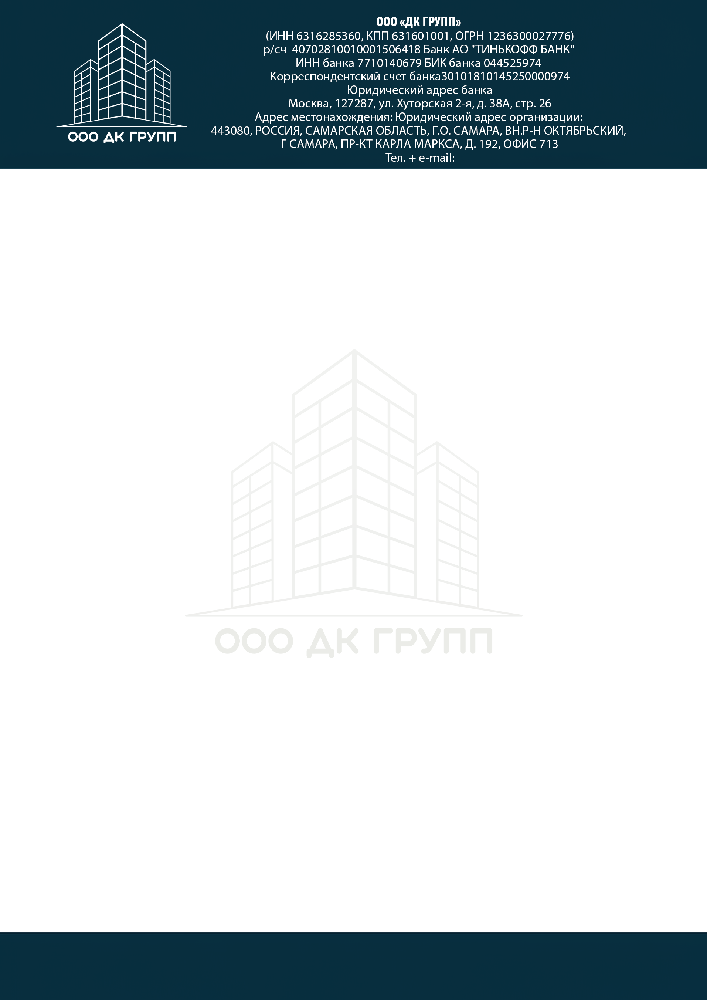 ООО «ДК ГРУПП»
(ИНН 6316285360, КПП 631601001, ОГРН 1236300027776)
р/сч  40702810010001506418 Банк АО "ТИНЬКОФФ БАНК"
ИНН банка 7710140679 БИК банка 044525974
Корреспондентский счет банка30101810145250000974
Юридический адрес банка
Москва, 127287, ул. Хуторская 2-я, д. 38А, стр. 26
Адрес местонахождения: Юридический адрес организации:
443080, РОССИЯ, САМАРСКАЯ ОБЛАСТЬ, Г.О. САМАРА, ВН.Р-Н ОКТЯБРЬСКИЙ,
Г САМАРА, ПР-КТ КАРЛА МАРКСА, Д. 192, ОФИС 713
Тел. + e-mail:
ООО ДК ГРУПП
ООО ДК ГРУПП